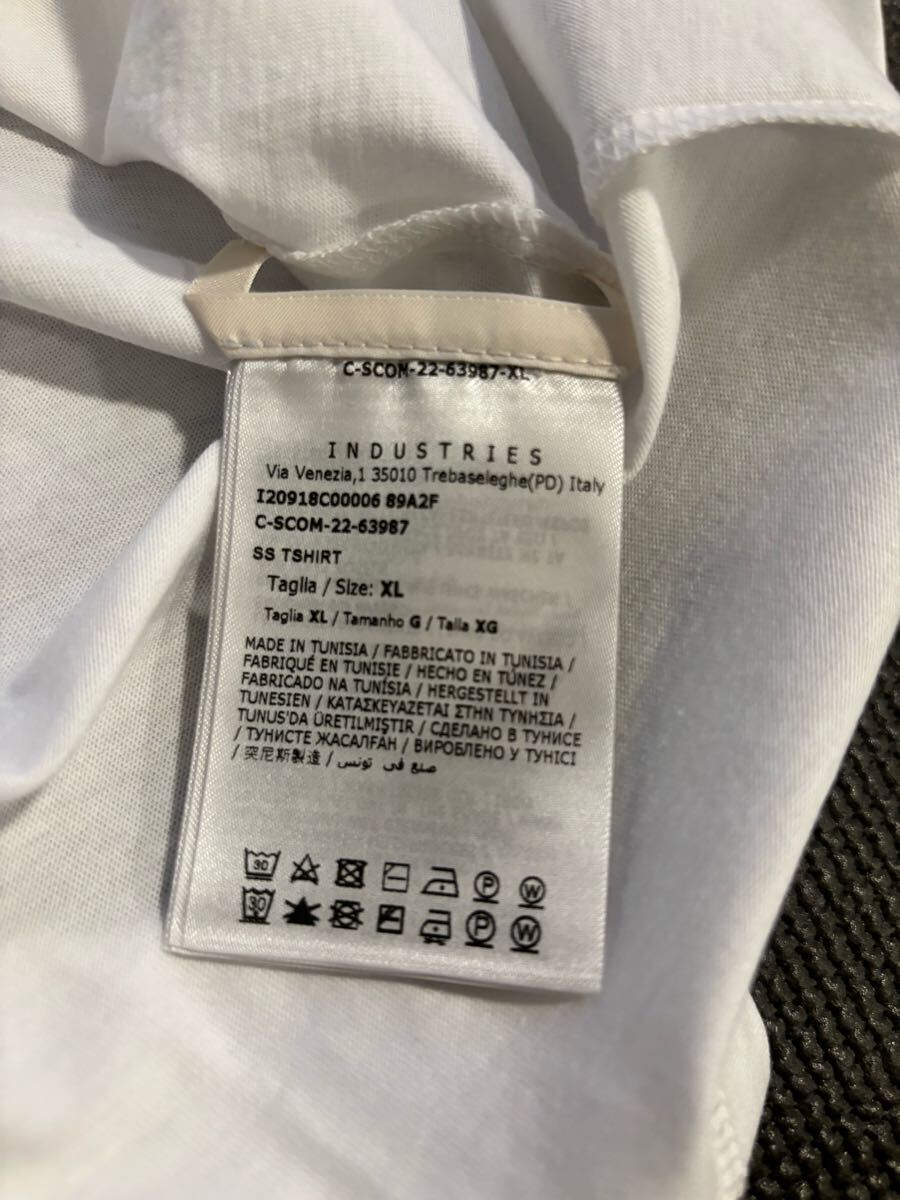 C-SCOM-22-63987-XL
INDUSTRIES
Via Venezia,1 35010 Trebaseleghe(PD) Italy
I20918C00006 89A2F
C-SCOM-22-63987
SS TSHIRT
Taglia / Size: XL
Taglia XL / Tamanho G / Talla XG
MADE IN TUNISIA / FABBRICATO IN TUNISIA /
FABRIQUÉ EN TUNISIE / HECHO EN TÚNEZ /
FABRICADO NA TUNÍSIA / HERGESTELLT IN
TUNESIEN / ΚΑΤΑΣΚΕΥΑΖΕΤΑΙ ΣΤΗΝ ΤΥΝΗΣΙΑ /
TUNUS'DA ÜRETILMIŞTIR / СДЕЛАНО В ТУНИСЕ
/ ТУНИСТЕ ЖАСАЛҒАН / ВИРОБЛЕНО У ТУНІСІ
/ 突尼斯製造 / صنع في تونس
30 P W
30 P W